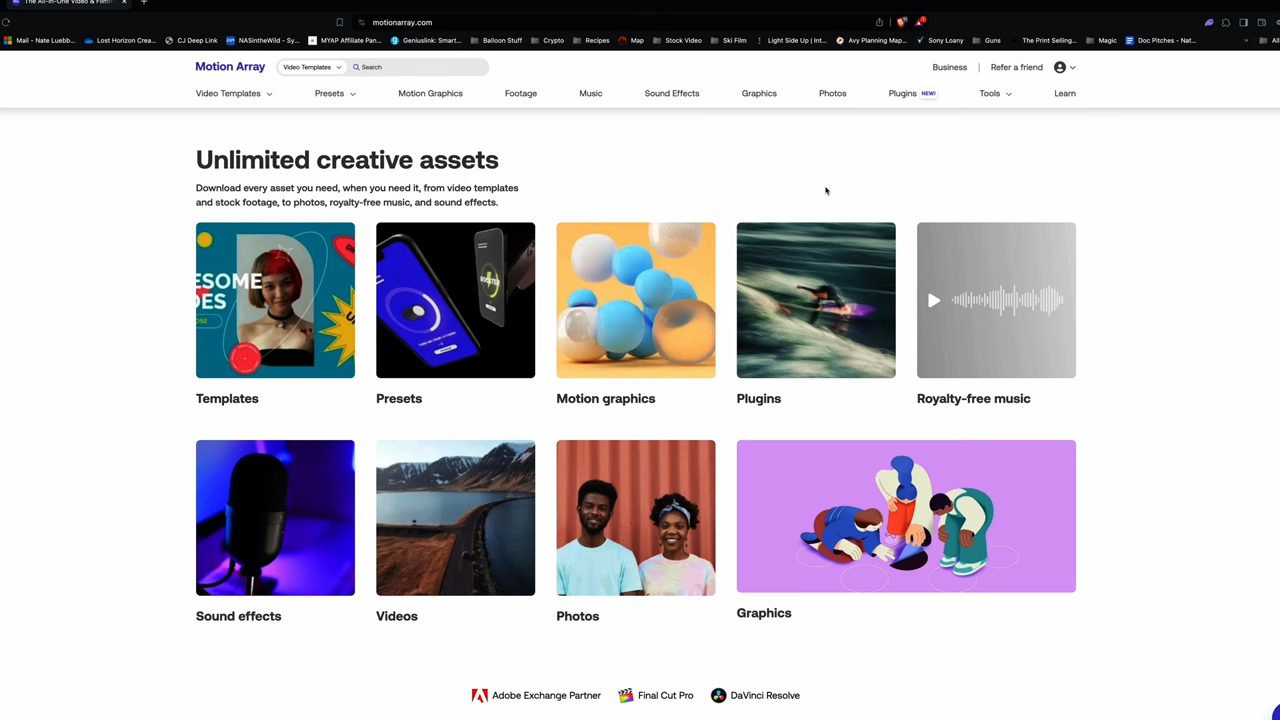 The All-in-One Video & Filmm
motionarray.com
Mail - Nate Luebb...
Lost Horizon Crea...
CJ Deep Link
NASintheWild - Sy...
MYAP Affiliate Pan...
Geniuslink: Smart...
Balloon Stuff
Crypto
Recipes
Map
Stock Video
Ski Film
Light Side Up | Int...
Avy Planning Map...
Sony Loany
Guns
The Print Selling...
Magic
Doc Pitches - Nat...
»
All
Motion Array
Video Templates
Search
Business | Refer a friend
Video Templates
Presets
Motion Graphics
Footage
Music
Sound Effects
Graphics
Photos
Plugins NEW!
Tools
Learn
Unlimited creative assets
Download every asset you need, when you need it, from video templates
and stock footage, to photos, royalty-free music, and sound effects.
ESOME
DES
Templates
Presets
Motion graphics
Plugins
Royalty-free music
Sound effects
Videos
Photos
Graphics
Adobe Exchange Partner
Final Cut Pro
DaVinci Resolve